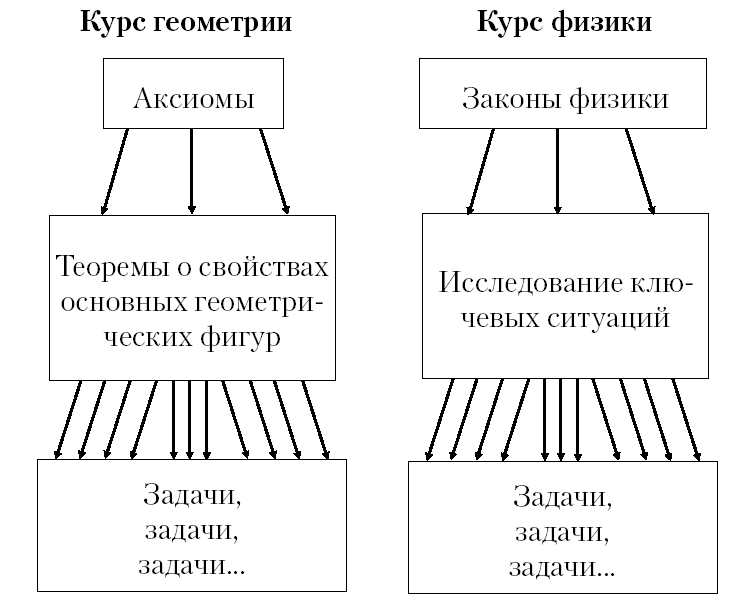 Курс геометрии
Аксиомы
Теоремы о свойствах
основных геометри-
ческих фигур
Задачи,
задачи,
задачи...
Курс физики
Законы физики
Исследование клю-
чевых ситуаций
Задачи,
задачи,
задачи...